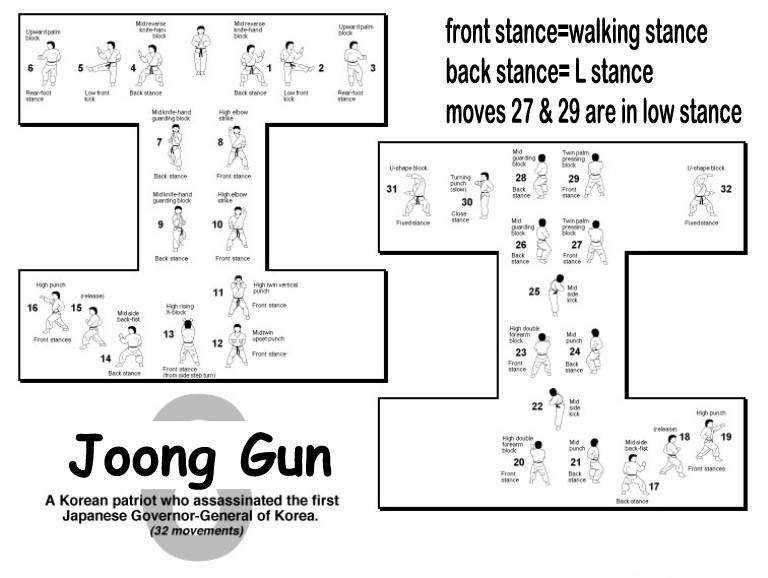 Upward palm
block
6
Rear-foot
stance
5
Low front
kick
Mid reverse
knife-hand
block
4
Back stance
Mid reverse
knife-hand
block
1
Back stance
2
Low front
kick
Upward palm
block
3
Rear-foot
stance
Mid knife-hand
guarding block
7
Back stance
High elbow
strike
8
Front stance
Mid knife-hand
guarding block
9
Back stance
High elbow
strike
10
Front stance
11
High twin vertical
punch
Front stance
High punch
16
15
(release)
Front stances
Mid side
back-fist
14
Back stance
High rising
X-block
13
Front stance
(from side step turn)
12
Mid twin
upset punch
Front stance
Joong Gun
A Korean patriot who assassinated the first
Japanese Governor-General of Korea.
(32 movements)
front stance=walking stance
back stance= L stance
moves 27 & 29 are in low stance
U-shape block
31
Fixed stance
Turning
punch
(slow)
30
Close
stance
Mid
guarding
block
28
Back
stance
Twin palm
pressing
block
29
Front
stance
U-shape block
32
Fixed stance
Mid
guarding
block
26
Back
stance
Twin palm
pressing
block
27
Front
stance
25
Mid
side
kick
High double
forearm
block
23
Front
stance
Mid
punch
24
Back
stance
22
Mid
side
kick
High double
forearm
block
20
Front
stance
Mid
punch
21
Back
stance
Mid side
back-fist
17
Back stance
(release)
18
High punch
19
Front stances